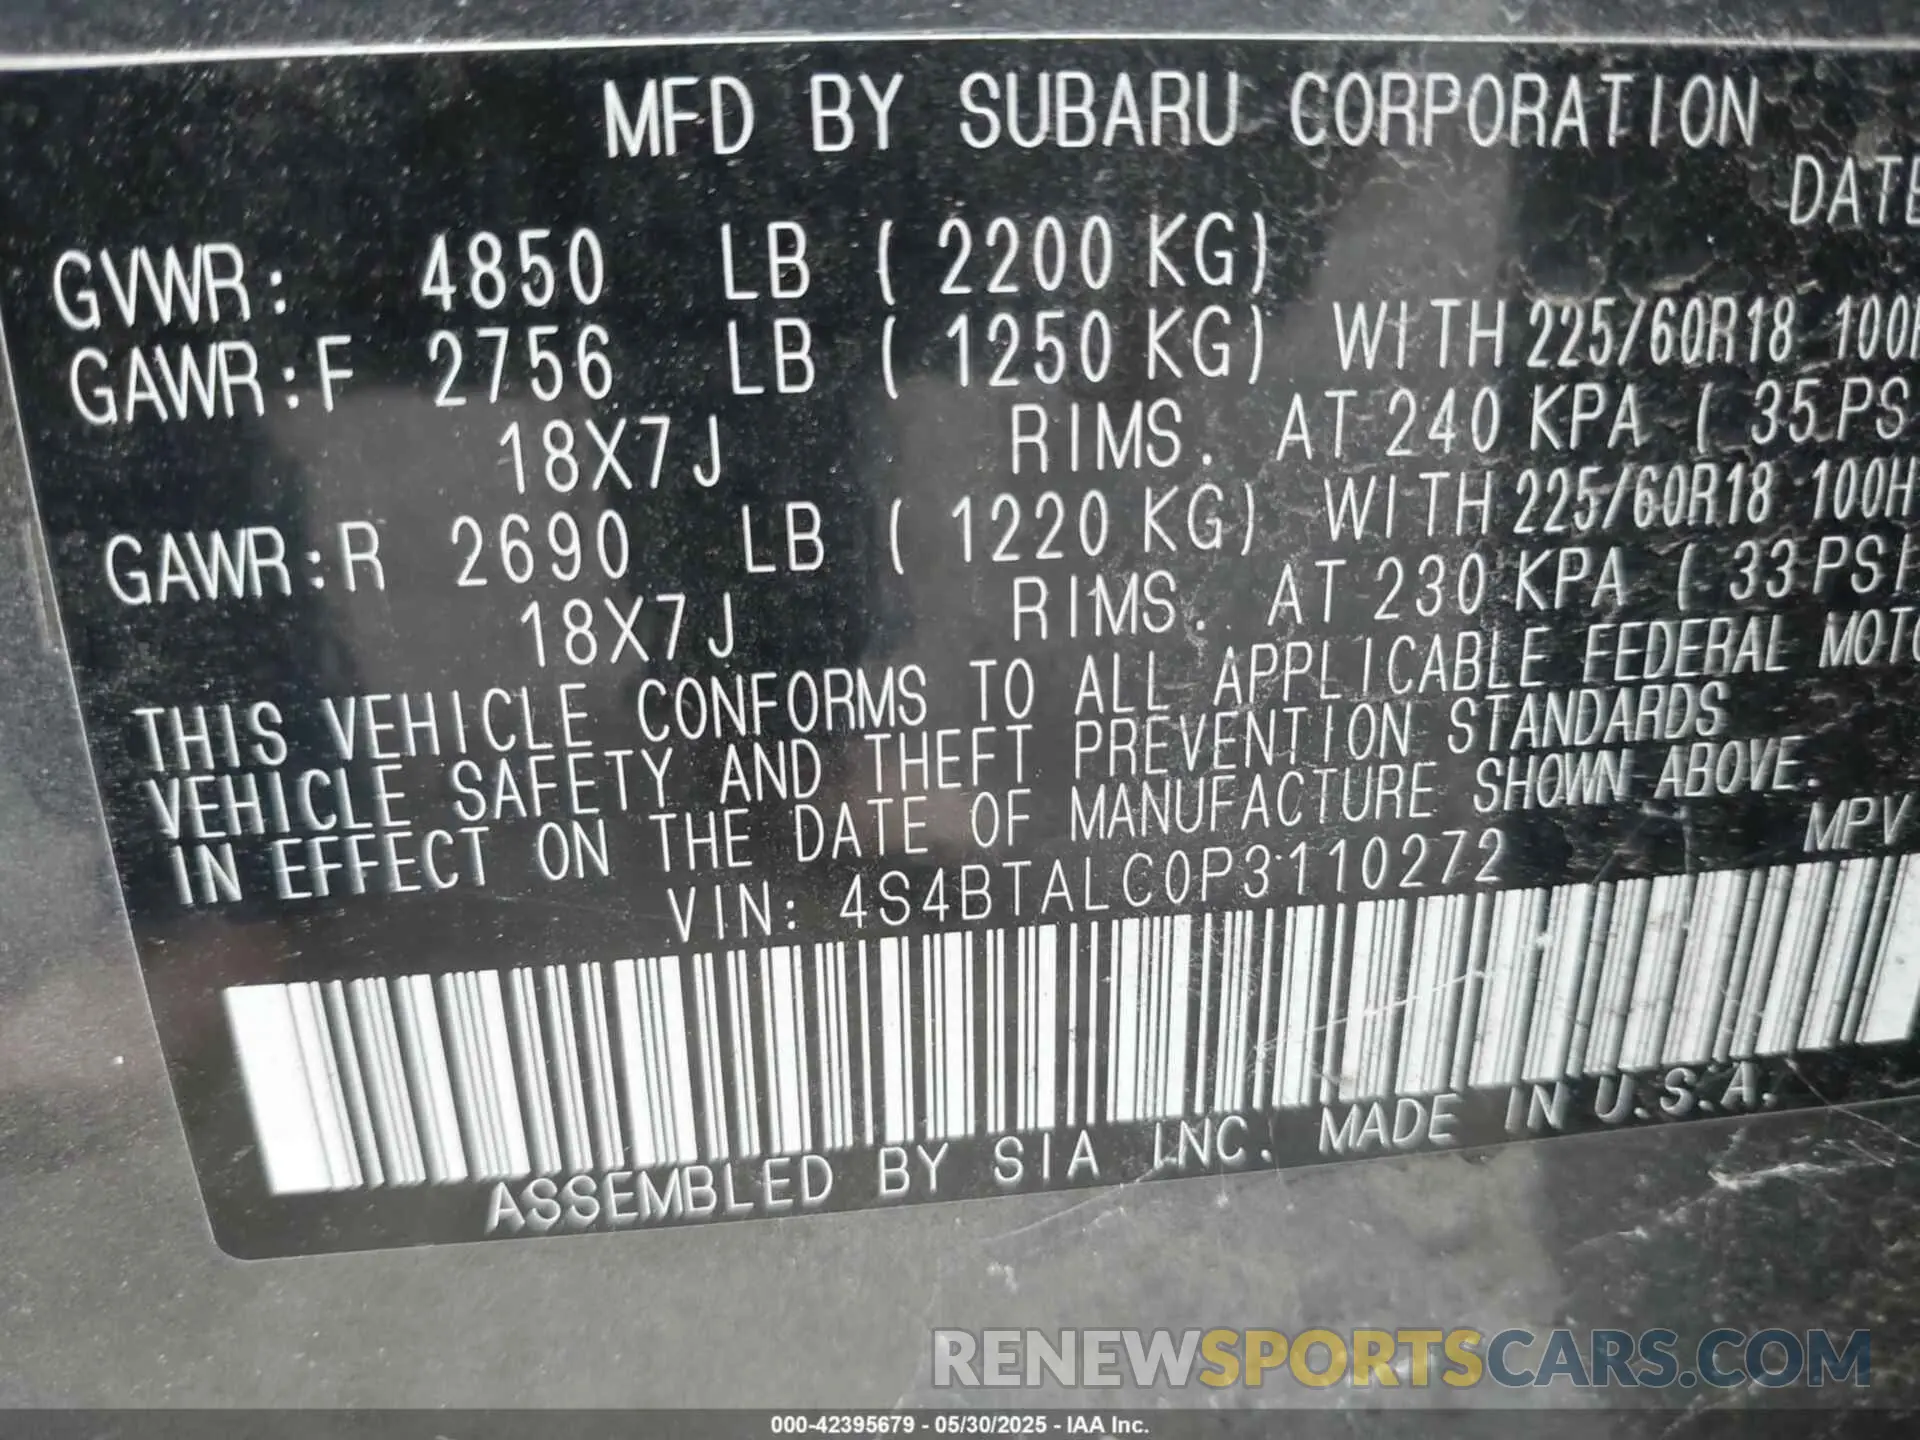 MFD BY SUBARU CORPORATION
DATE
GVWR: 4850 LB ( 2200 KG)
GAWR:F 2756 LB ( 1250 KG) WITH 225/60R18 100H
18X7J RIMS. AT 240 KPA ( 35 PS
GAWR:R 2690 LB ( 1220 KG) WITH 225/60R18 100H
18X7J RIMS. AT 230 KPA ( 33 PSI
THIS VEHICLE CONFORMS TO ALL APPLICABLE FEDERAL MOTO
VEHICLE SAFETY AND THEFT PREVENTION STANDARDS
IN EFFECT ON THE DATE OF MANUFACTURE SHOWN ABOVE.
MPV
VIN: 4S4BTALC0P3110272
ASSEMBLED BY SIA INC. MADE IN U.S.A.
RENEWSPORTSCARS.COM
000-42395679 - 05/30/2025 - IAA Inc.